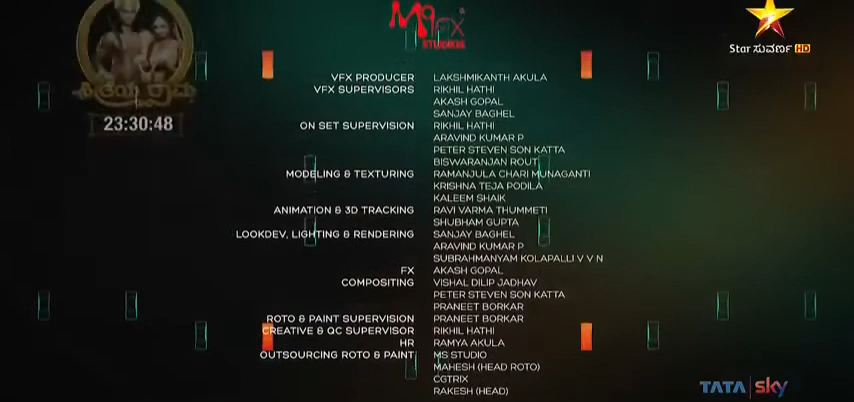 M9FX
STUDIOS
Star ಸುವರ್ಣ HD
23:30:48
VFX PRODUCER LAKSHMIKANTH AKULA
VFX SUPERVISORS RIKHIL HATHI
AKASH GOPAL
SANJAY BAGHEL
ON SET SUPERVISION RIKHIL HATHI
ARAVIND KUMAR P
PETER STEVEN SON KATTA
BISWARANJAN ROUT
MODELING & TEXTURING RAMANJULA CHARI MUNAGANTI
KRISHNA TEJA PODILA
KALEEM SHAIK
ANIMATION & 3D TRACKING RAVI VARMA THUMMETI
SHUBHAM GUPTA
LOOKDEV, LIGHTING & RENDERING SANJAY BAGHEL
ARAVIND KUMAR P
SUBRAHMANYAM KOLAPALLI V V N
FX AKASH GOPAL
COMPOSITING VISHAL DILIP JADHAV
PETER STEVEN SON KATTA
PRANEET BORKAR
ROTO & PAINT SUPERVISION PRANEET BORKAR
CREATIVE & QC SUPERVISOR RIKHIL HATHI
HR RAMYA AKULA
OUTSOURCING ROTO & PAINT MS STUDIO
MAHESH (HEAD ROTO)
CGTRIX
RAKESH (HEAD)
TATA sky